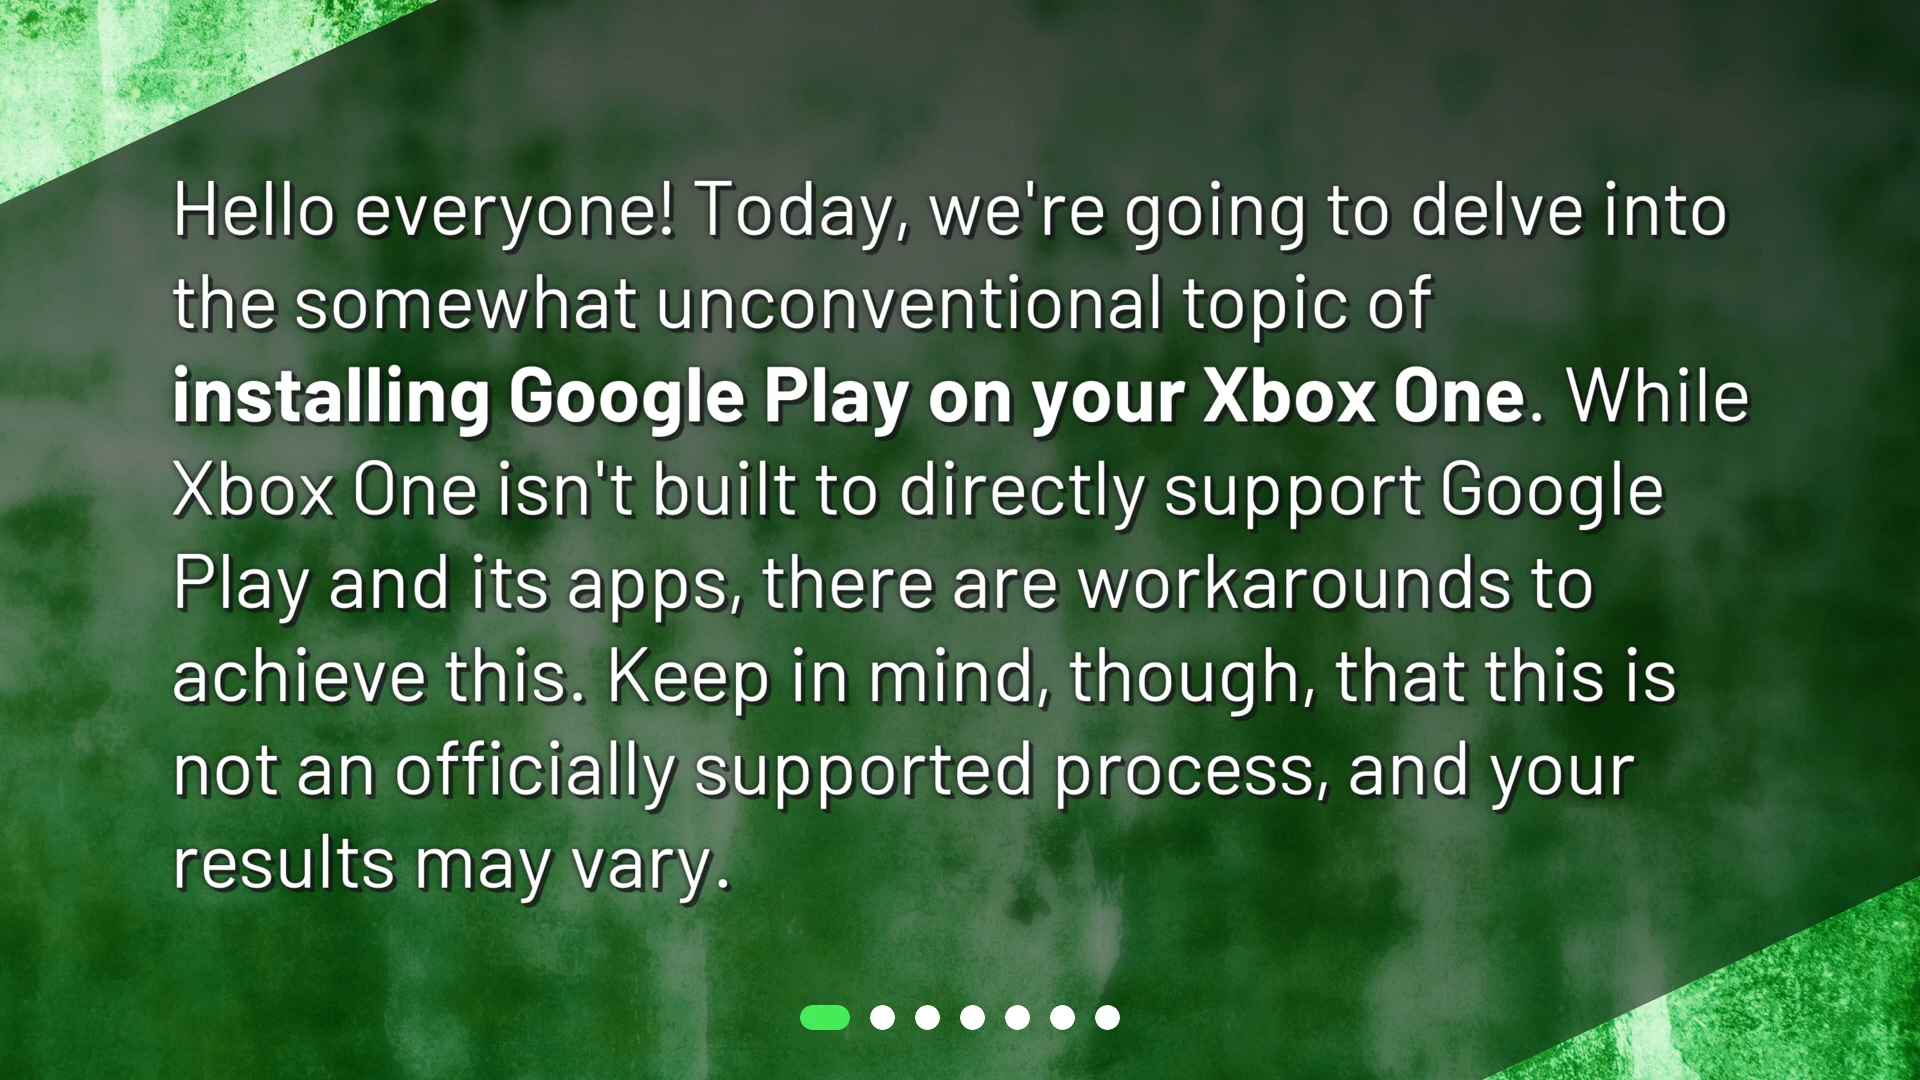 Hello everyone! Today, we're going to delve into
the somewhat unconventional topic of
installing Google Play on your Xbox One. While
Xbox One isn't built to directly support Google
Play and its apps, there are workarounds to
achieve this. Keep in mind, though, that this is
not an officially supported process, and your
results may vary.